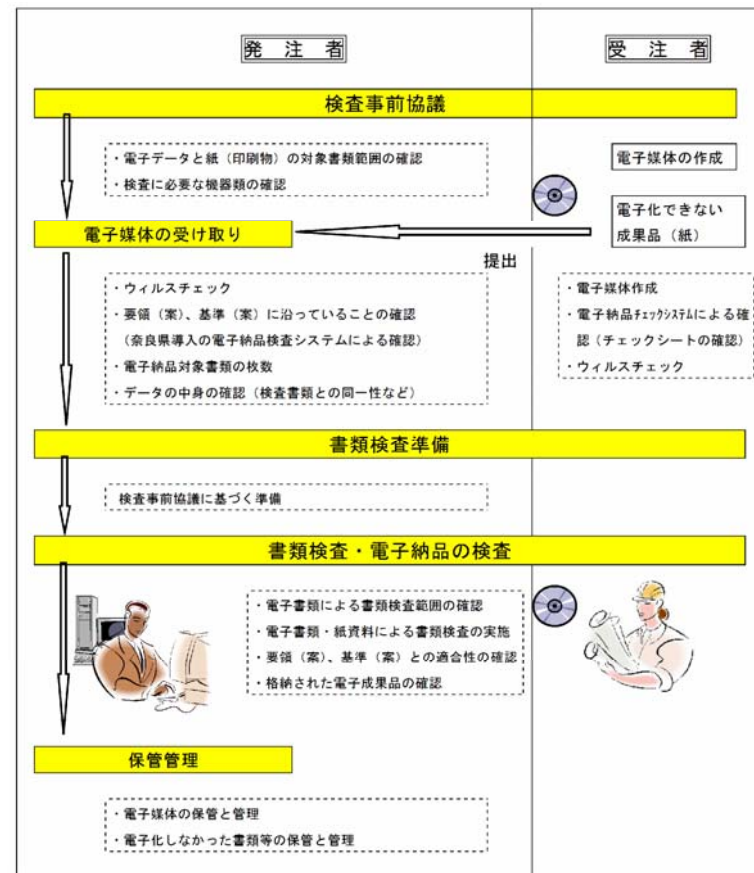 発 注 者
受 注 者
検査事前協議
・電子データと紙（印刷物）の対象書類範囲の確認
・検査に必要な機器類の確認
電子媒体の作成
電子化できない
成果品（紙）
電子媒体の受け取り
提出
・ウィルスチェック
・要領（案）、基準（案）に沿っていることの確認
（奈良県導入の電子納品検査システムによる確認）
・電子納品対象書類の枚数
・データの中身の確認（検査書類との同一性など）
・電子媒体作成
・電子納品ﾁｪｯｸｼｽﾃﾑによる確
認（チェックシートの確認）
・ウィルスチェック
書類検査準備
検査事前協議に基づく準備
書類検査・電子納品の検査
・電子書類による書類検査範囲の確認
・電子書類・紙資料による書類検査の実施
・要領（案）、基準（案）との適合性の確認
・格納された電子成果品の確認
保管管理
・電子媒体の保管と管理
・電子化しなかった書類等の保管と管理